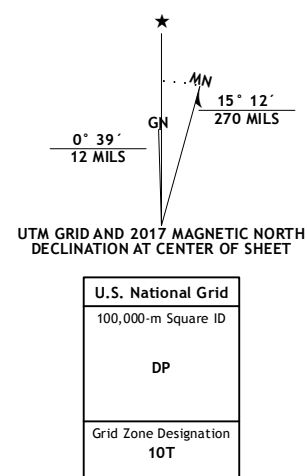 ★
MN
GN
15° 12´
270 MILS
0° 39´
12 MILS
UTM GRID AND 2017 MAGNETIC NORTH
DECLINATION AT CENTER OF SHEET
U.S. National Grid
100,000-m Square ID
DP
Grid Zone Designation
10T